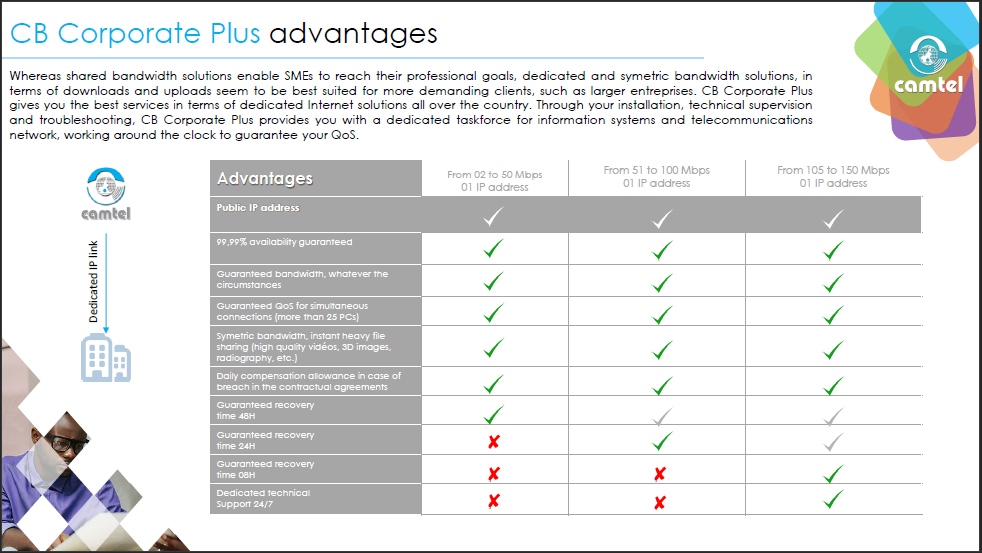 CB Corporate Plus advantages
camtel
Whereas shared bandwidth solutions enable SMEs to reach their professional goals, dedicated and symetric bandwidth solutions, in
terms of downloads and uploads seem to be best suited for more demanding clients, such as larger entreprises. CB Corporate Plus
gives you the best services in terms of dedicated Internet solutions all over the country. Through your installation, technical supervision
and troubleshooting, CB Corporate Plus provides you with a dedicated taskforce for information systems and telecommunications
network, working around the clock to guarantee your QoS.
camtel
Dedicated IP link
Advantages
From 02 to 50 Mbps
01 IP address
From 51 to 100 Mbps
01 IP address
From 105 to 150 Mbps
01 IP address
Public IP address
99,99% availability guaranteed
Guaranteed bandwidth, whatever the
circumstances
Guaranteed QoS for simultaneous
connections (more than 25 PCs)
Symetric bandwidth, instant heavy file
sharing (high quality vidéos, 3D images,
radiography, etc.)
Daily compensation allowance in case of
breach in the contractual agreements
Guaranteed recovery
time 48H
Guaranteed recovery
time 24H
Guaranteed recovery
time 08H
Dedicated technical
Support 24/7